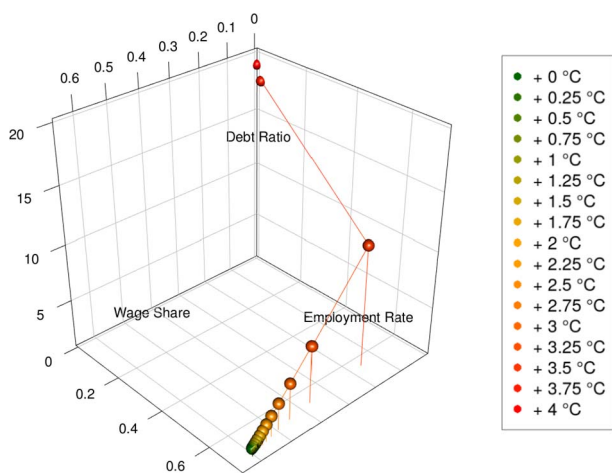 0
0.1
0.2
0.3
0.4
0.5
0.6
20
15
10
5
0
0.2
0.4
0.6
Debt Ratio
Wage Share
Employment Rate
+ 0 °C
+ 0.25 °C
+ 0.5 °C
+ 0.75 °C
+ 1 °C
+ 1.25 °C
+ 1.5 °C
+ 1.75 °C
+ 2 °C
+ 2.25 °C
+ 2.5 °C
+ 2.75 °C
+ 3 °C
+ 3.25 °C
+ 3.5 °C
+ 3.75 °C
+ 4 °C